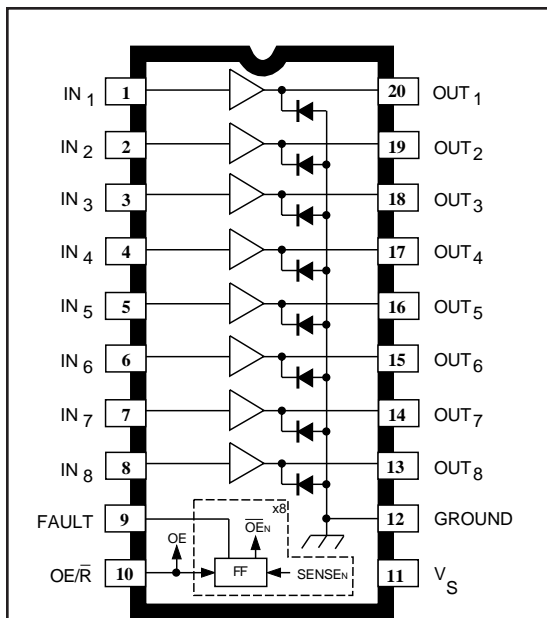 IN 1 1 20 OUT 1
IN 2 2 19 OUT 2
IN 3 3 18 OUT 3
IN 4 4 17 OUT 4
IN 5 5 16 OUT 5
IN 6 6 15 OUT 6
IN 7 7 14 OUT 7
IN 8 8 13 OUT 8
x8
FAULT 9 OE O̅E̅N 12 GROUND
OE/R̅ 10 FF SENSEN 11 VS